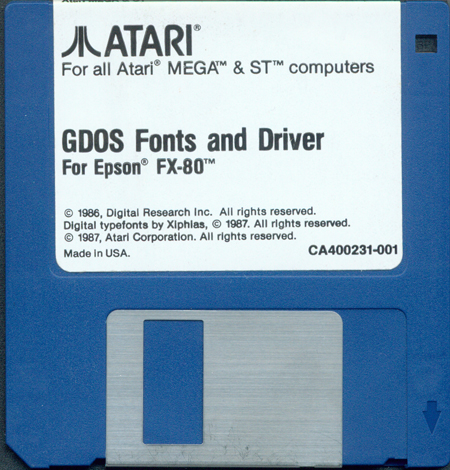 ATARI®
For all Atari® MEGA™ & ST™ computers
GDOS Fonts and Driver
For Epson® FX-80™
© 1986, Digital Research Inc. All rights reserved.
Digital typefonts by Xiphias, © 1987. All rights reserved.
© 1987, Atari Corporation. All rights reserved.
Made in USA.
CA400231-001